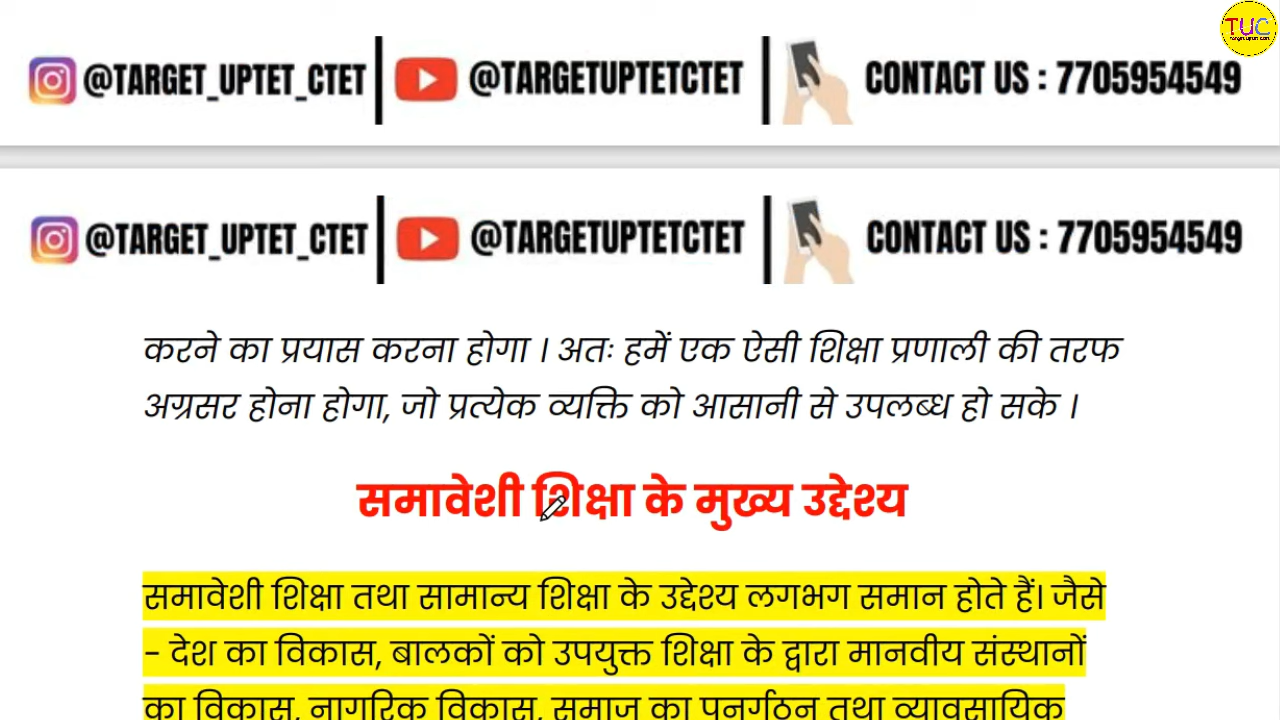 TUC
@TARGET_UPTET_CTET @TARGETUPTETCTET CONTACT US : 7705954549
@TARGET_UPTET_CTET @TARGETUPTETCTET CONTACT US : 7705954549
करने का प्रयास करना होगा । अतः हमें एक ऐसी शिक्षा प्रणाली की तरफ
अग्रसर होना होगा, जो प्रत्येक व्यक्ति को आसानी से उपलब्ध हो सके ।
समावेशी शिक्षा के मुख्य उद्देश्य
समावेशी शिक्षा तथा सामान्य शिक्षा के उद्देश्य लगभग समान होते हैं। जैसे
- देश का विकास, बालकों को उपयुक्त शिक्षा के द्वारा मानवीय संस्थानों
का विकास, नागरिक विकास, समाज का पुनर्गठन तथा व्यावसायिक